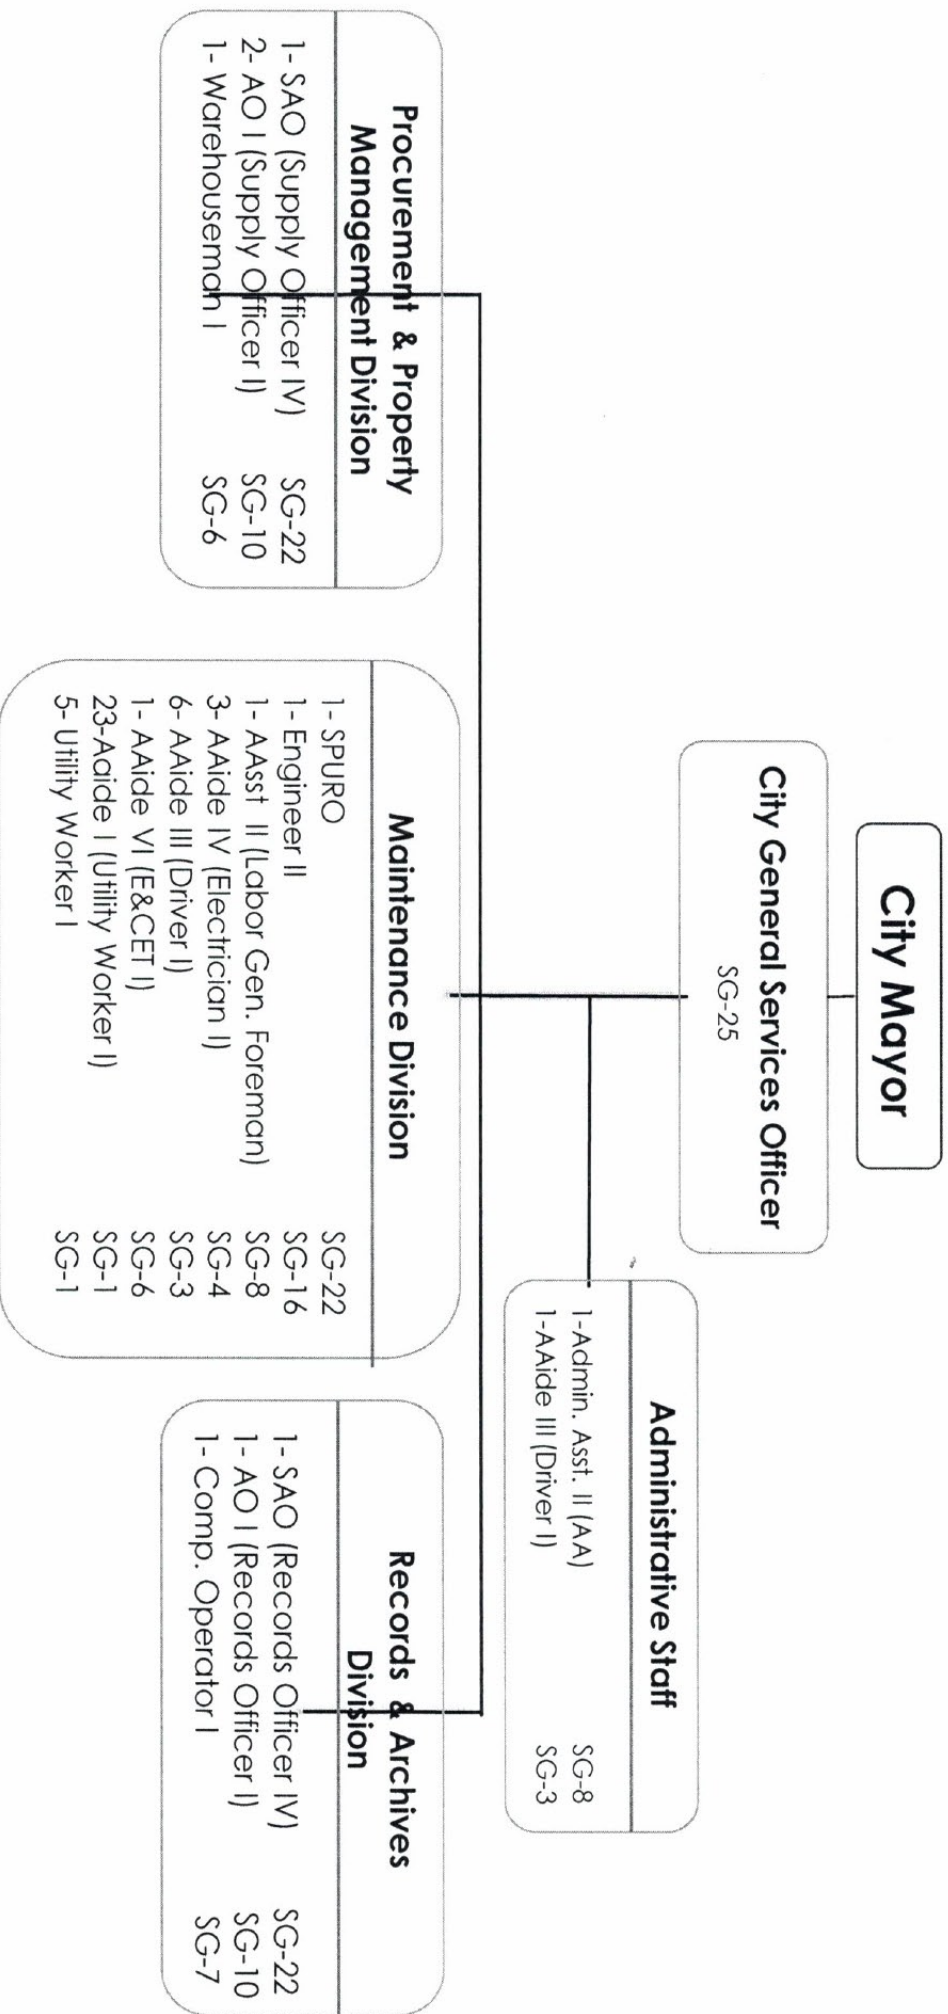 City Mayor
City General Services Officer
SG-25
Administrative Staff
1-Admin. Asst. II (AA) SG-8
1-AAide III (Driver I) SG-3
Procurement & Property
Management Division
1- SAO (Supply Officer IV) SG-22
2- AO I (Supply Officer I) SG-10
1- Warehouseman I SG-6
Maintenance Division
1- SPURO SG-22
1- Engineer II SG-16
1- AAsst II (Labor Gen. Foreman) SG-8
3- AAide IV (Electrician I) SG-4
6- AAide III (Driver I) SG-3
1- AAide VI (E&CET I) SG-6
23-Aaide I (Utility Worker I) SG-1
5- Utility Worker I SG-1
Records & Archives
Division
1- SAO (Records Officer IV) SG-22
1- AO I (Records Officer I) SG-10
1- Comp. Operator I SG-7